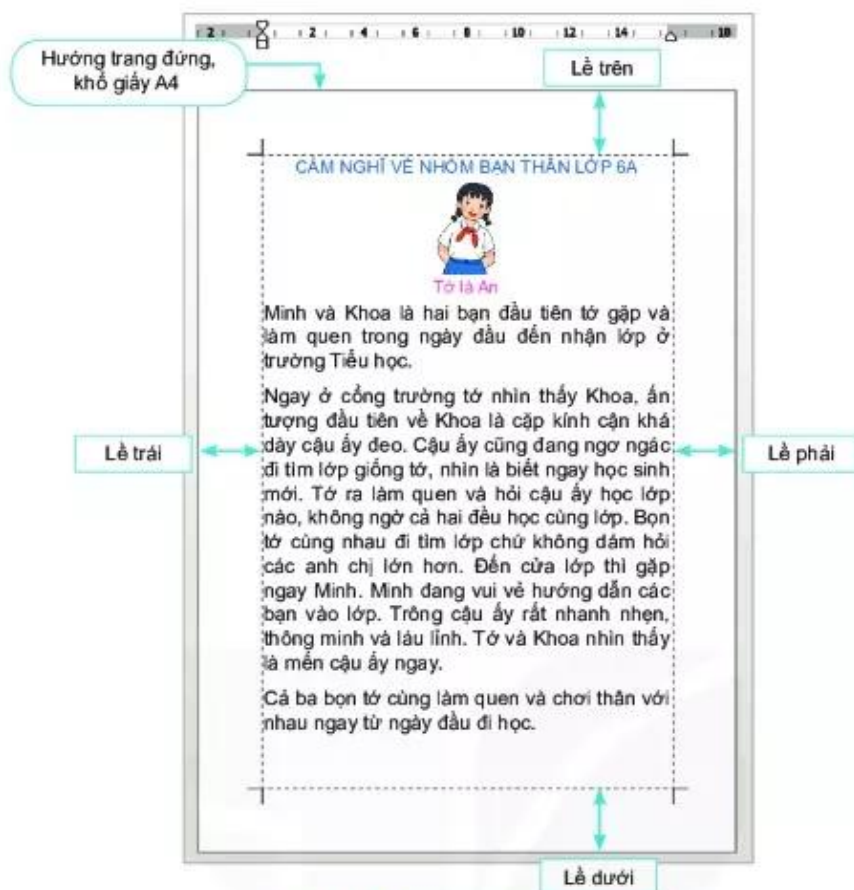 2 2 4 6 8 10 12 14 18
Hướng trang đứng,
khổ giấy A4
Lề trên
CẢM NGHĨ VỀ NHÓM BẠN THÂN LỚP 6A
Tớ là An
Minh và Khoa là hai bạn đầu tiên tớ gặp và
làm quen trong ngày đầu đến nhận lớp ở
trường Tiểu học.
Ngay ở cổng trường tớ nhìn thấy Khoa, ấn
tượng đầu tiên về Khoa là cặp kính cận khá
dày cậu ấy đeo. Cậu ấy cũng đang ngơ ngác
đi tìm lớp giống tớ, nhìn là biết ngay học sinh
mới. Tớ ra làm quen và hỏi cậu ấy học lớp
nào, không ngờ cả hai đều học cùng lớp. Bọn
tớ cùng nhau đi tìm lớp chứ không dám hỏi
các anh chị lớn hơn. Đến cửa lớp thì gặp
ngay Minh. Minh đang vui vẻ hướng dẫn các
bạn vào lớp. Trông cậu ấy rất nhanh nhẹn,
thông minh và láu lỉnh. Tớ và Khoa nhìn thấy
là mến cậu ấy ngay.
Cả ba bọn tớ cùng làm quen và chơi thân với
nhau ngay từ ngày đầu đi học.
Lề trái
Lề phải
Lề dưới